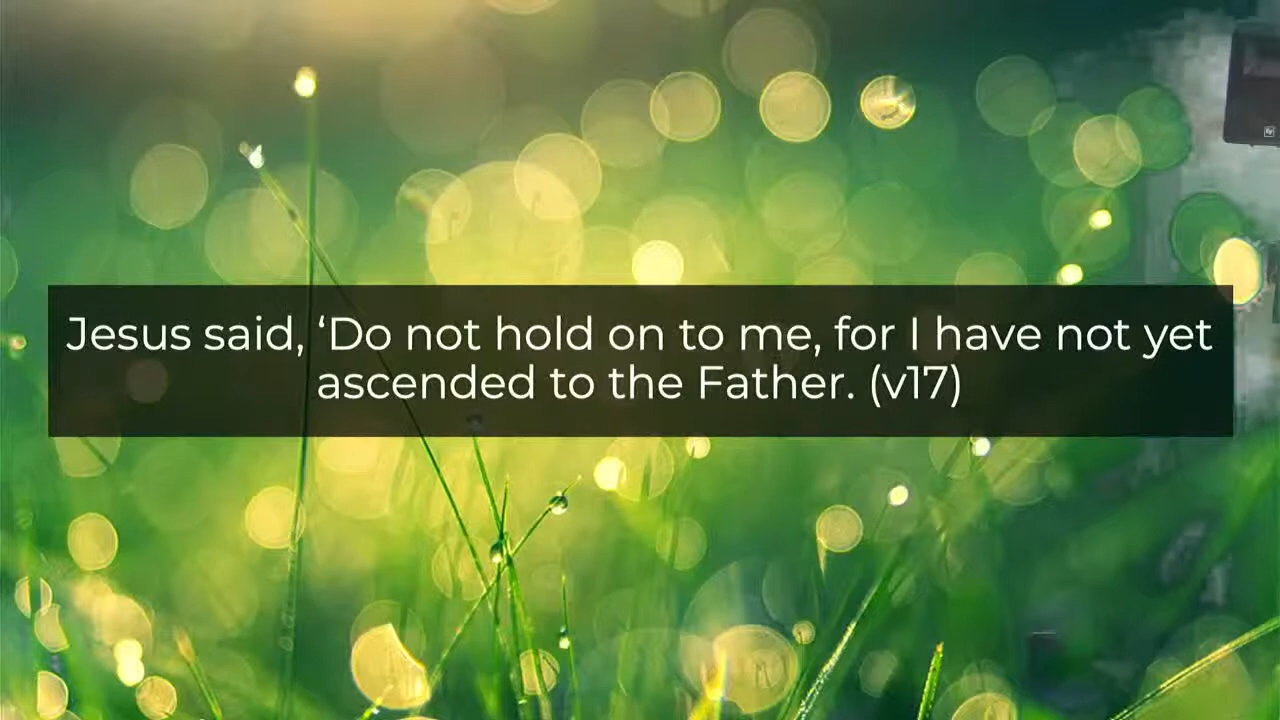 Jesus said, ‘Do not hold on to me, for I have not yet
ascended to the Father. (v17)